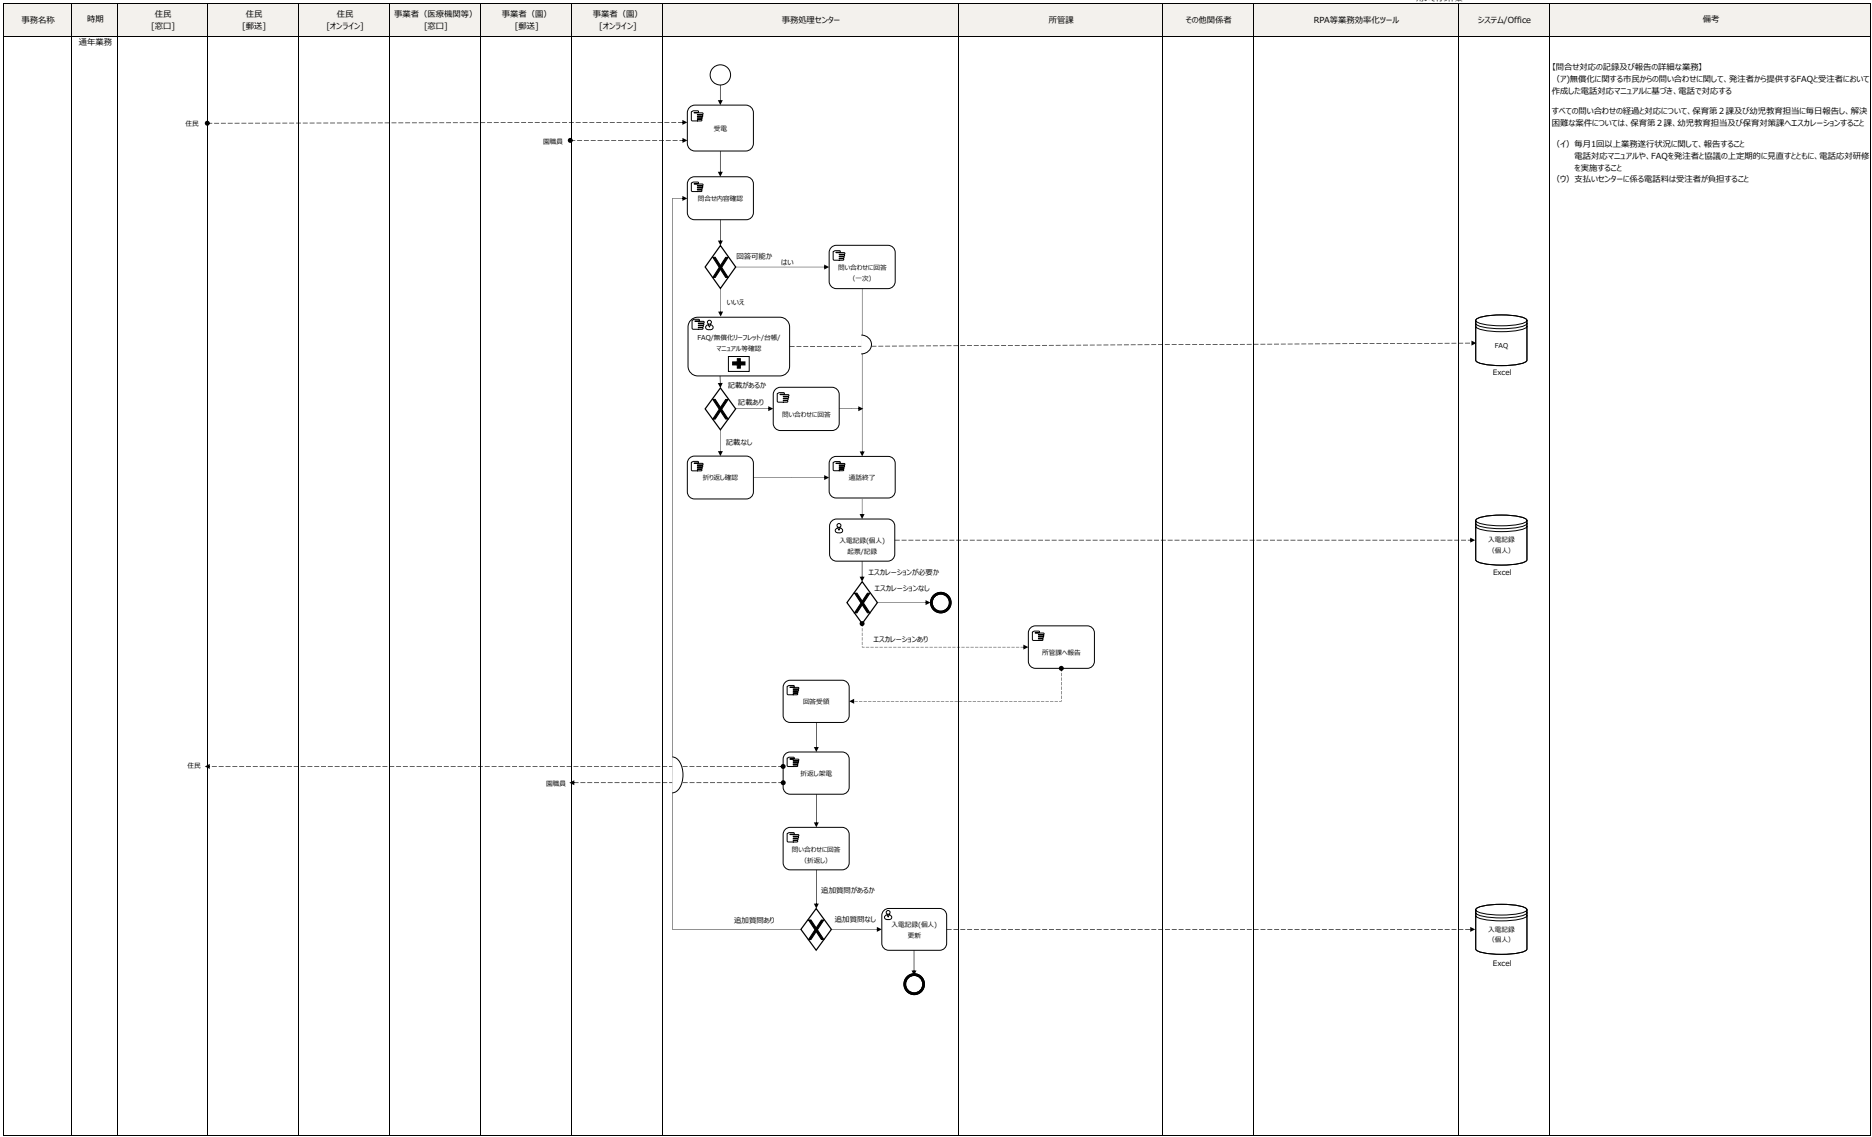 事務名称
時期
住民
[窓口]
住民
[郵送]
住民
[オンライン]
事業者（医療機関等）
[窓口]
事業者（園）
[郵送]
事業者（園）
[オンライン]
事務処理センター
所管課
その他関係者
RPA等業務効率化ツール
システム/Office
備考
通年業務
【問合せ対応の記録及び報告の詳細な業務】
（ア)無償化に関する市民からの問い合わせに関して、発注者から提供するFAQと受注者において
作成した電話対応マニュアルに基づき、電話で対応する
すべての問い合わせの経過と対応について、保育第２課及び幼児教育担当に毎日報告し、解決
困難な案件については、保育第２課、幼児教育担当及び保育対策課へエスカレーションすること
（イ）毎月1回以上業務遂行状況に関して、報告すること
電話対応マニュアルや、FAQを発注者と協議の上定期的に見直すとともに、電話応対研修
を実施すること
（ウ）支払いセンターに係る電話料は受注者が負担すること
住民
受電
園職員
問合せ内容確認
回答可能か
はい
問い合わせに回答
（一次）
いいえ
FAQ/無償化リーフレット/台帳/
マニュアル等確認
FAQ
Excel
記載があるか
記載あり
問い合わせに回答
記載なし
折り返し確認
通話終了
入電記録(個人)
起票/記録
入電記録
（個人）
Excel
エスカレーションが必要か
エスカレーションなし
エスカレーションあり
所管課へ報告
回答受領
住民
折返し架電
園職員
問い合わせに回答
（折返し）
追加質問があるか
追加質問あり
追加質問なし
入電記録(個人)
更新
入電記録
（個人）
Excel